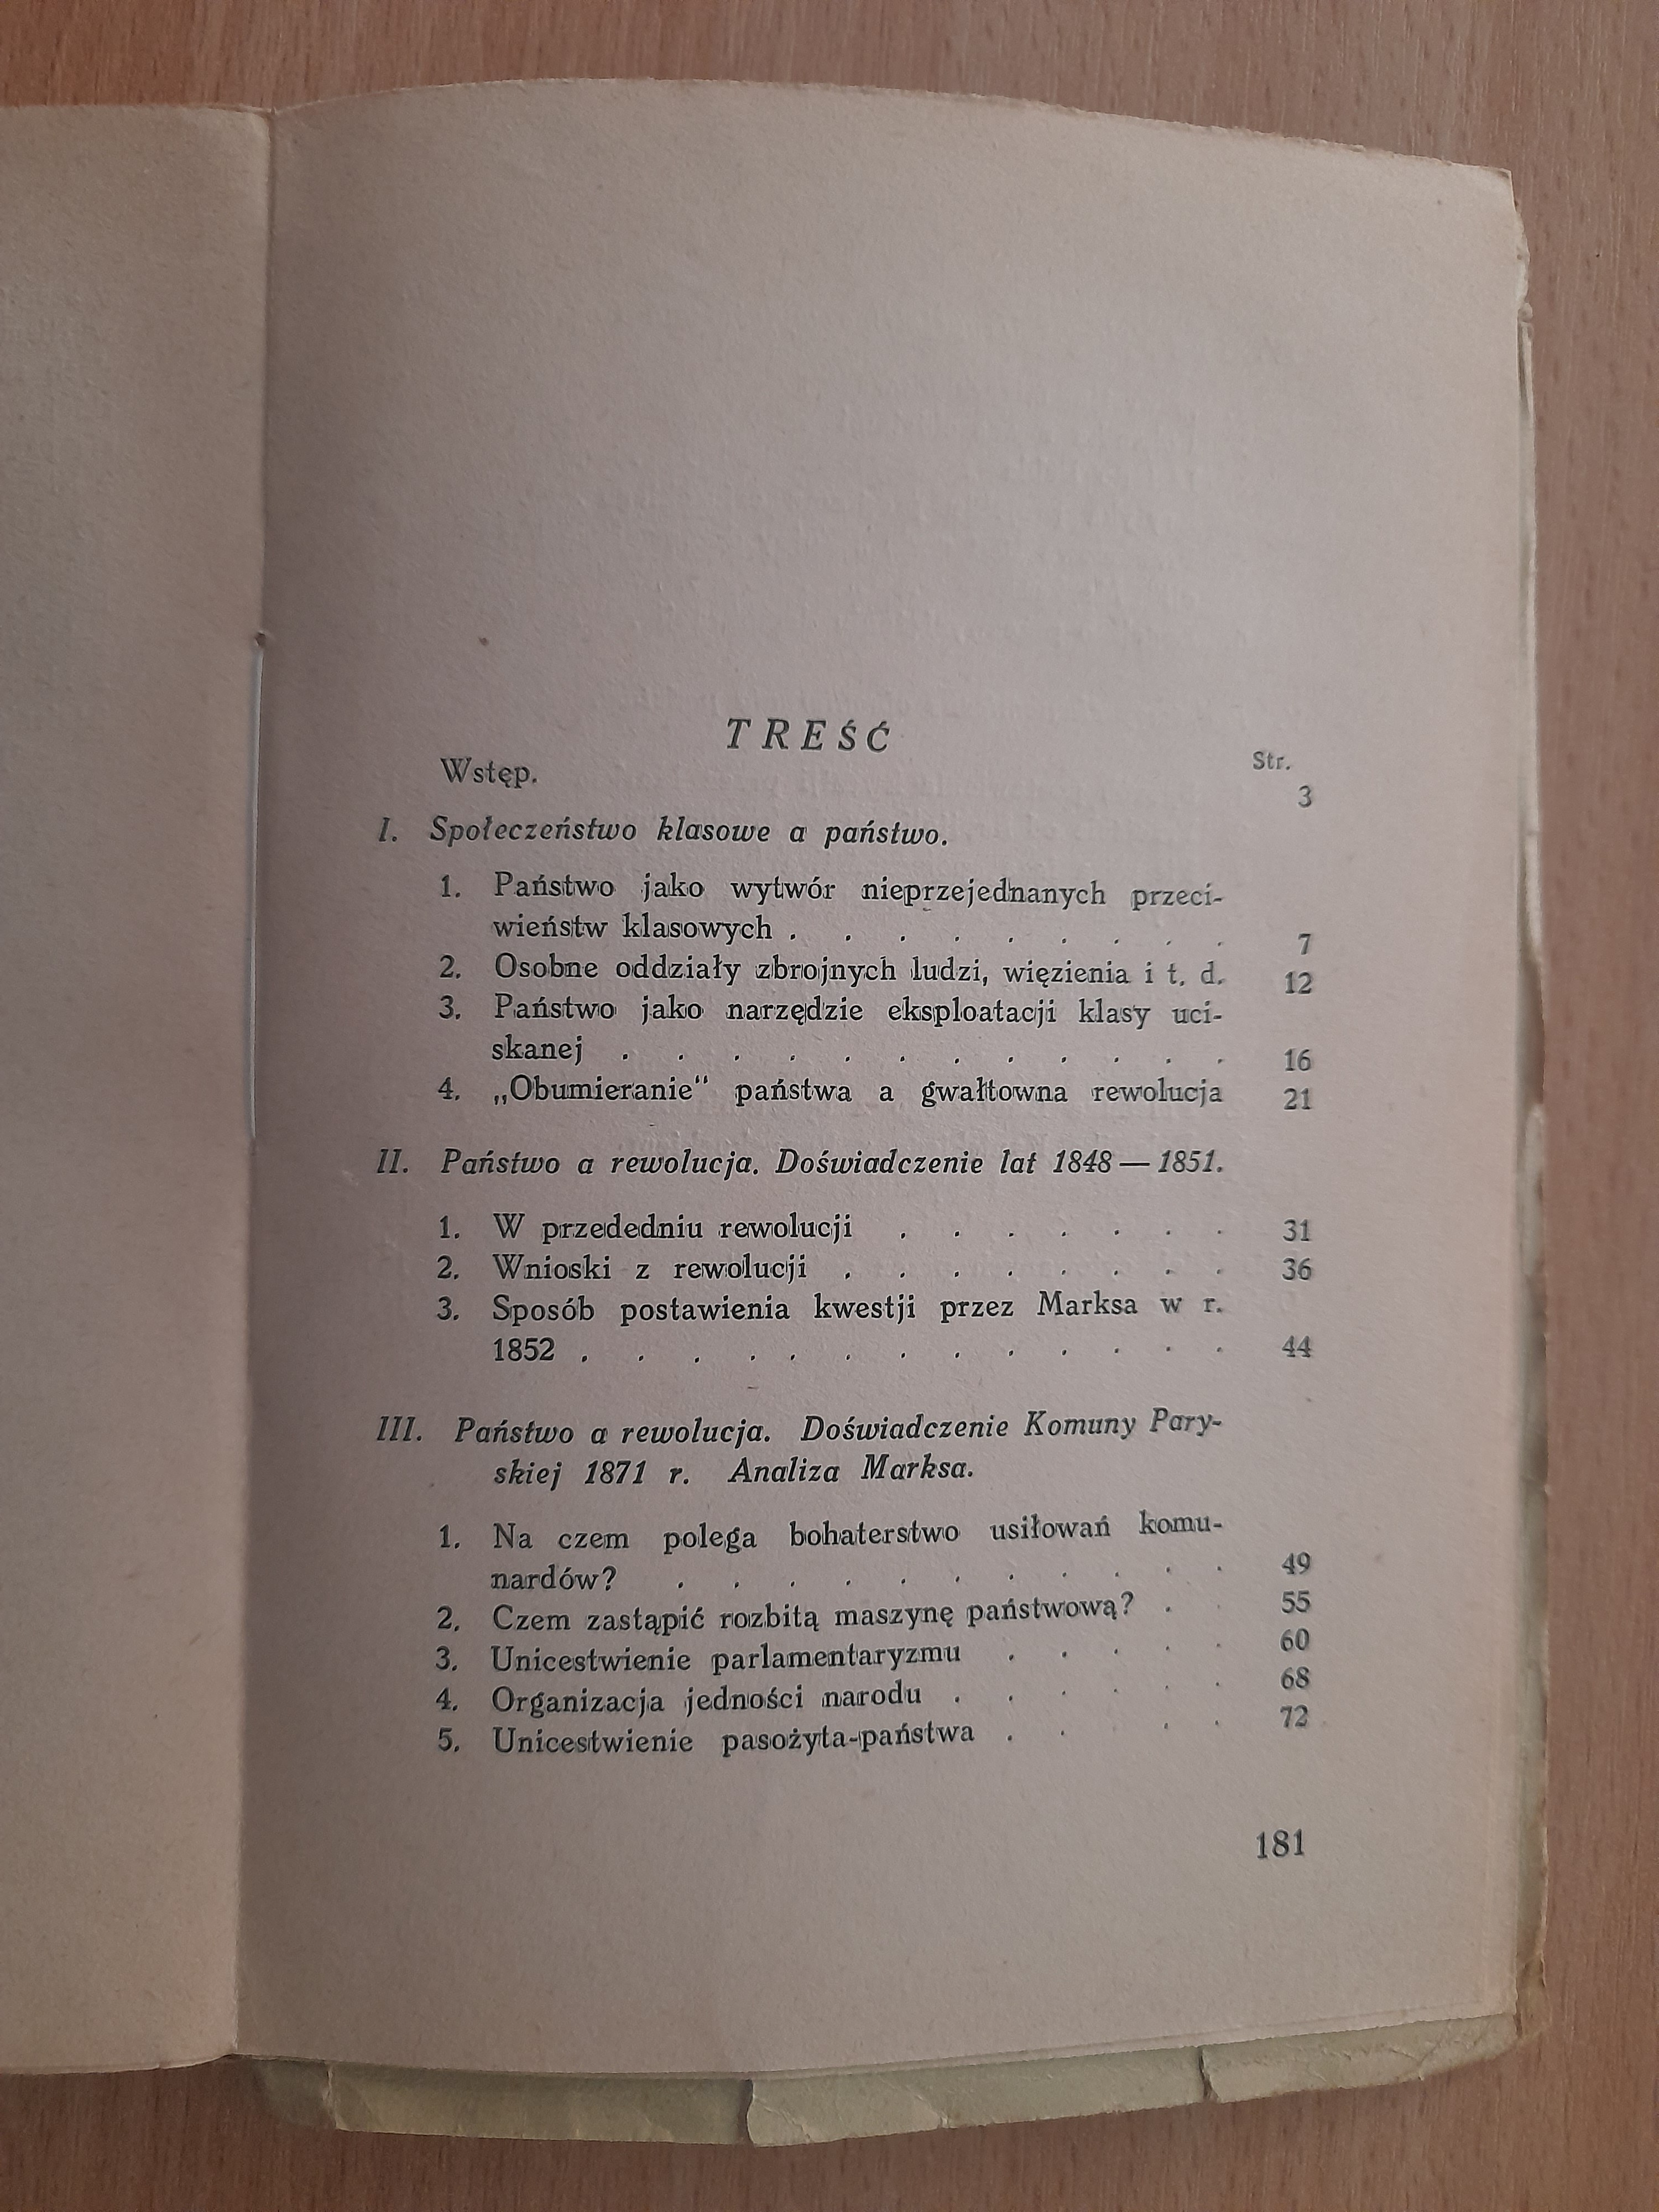 TREŚĆ
Str.
Wstęp. 3
I. Społeczeństwo klasowe a państwo.
1. Państwo jako wytwór nieprzejednanych przeci-
wieństw klasowych . . . . . . . . . 7
2. Osobne oddziały zbrojnych ludzi, więzienia i t. d. 12
3. Państwo jako narzędzie eksploatacji klasy uci-
skanej . . . . . . . . . . . . 16
4. „Obumieranie“ państwa a gwałtowna rewolucja 21
II. Państwo a rewolucja. Doświadczenie lat 1848 — 1851.
1. W przededniu rewolucji . . . . . . . 31
2. Wnioski z rewolucji . . . . . . . . 36
3. Sposób postawienia kwestji przez Marksa w r.
1852 . . . . . . . . . . . . . 44
III. Państwo a rewolucja. Doświadczenie Komuny Pary-
skiej 1871 r. Analiza Marksa.
1. Na czem polega bohaterstwo usiłowań komu-
nardów? . . . . . . . . . . . 49
2. Czem zastąpić rozbitą maszynę państwową? . . 55
3. Unicestwienie parlamentaryzmu . . . . . 60
4. Organizacja jedności narodu . . . . . . 68
5. Unicestwienie pasożyta-państwa . . . . . 72
181